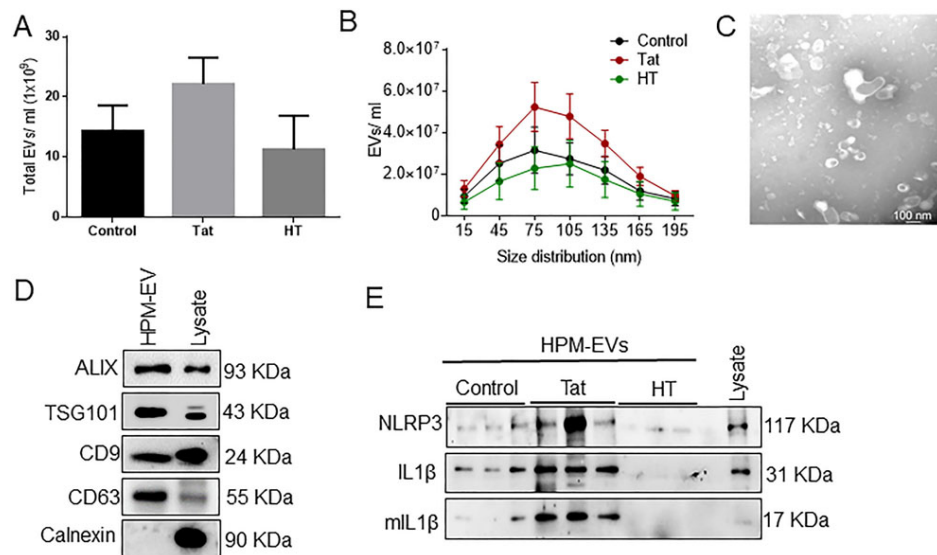 A
Total EVs/ ml (1x10⁹)
30
20
10
0
Control
Tat
HT
B
EVs/ ml
8.0×10⁷
6.0×10⁷
4.0×10⁷
2.0×10⁷
0
15 45 75 105 135 165 195
Size distribution (nm)
Control
Tat
HT
C
100 nm
D
HPM-EV
Lysate
ALIX 93 KDa
TSG101 43 KDa
CD9 24 KDa
CD63 55 KDa
Calnexin 90 KDa
E
HPM-EVs
Control Tat HT Lysate
NLRP3 117 KDa
IL1β 31 KDa
mIL1β 17 KDa